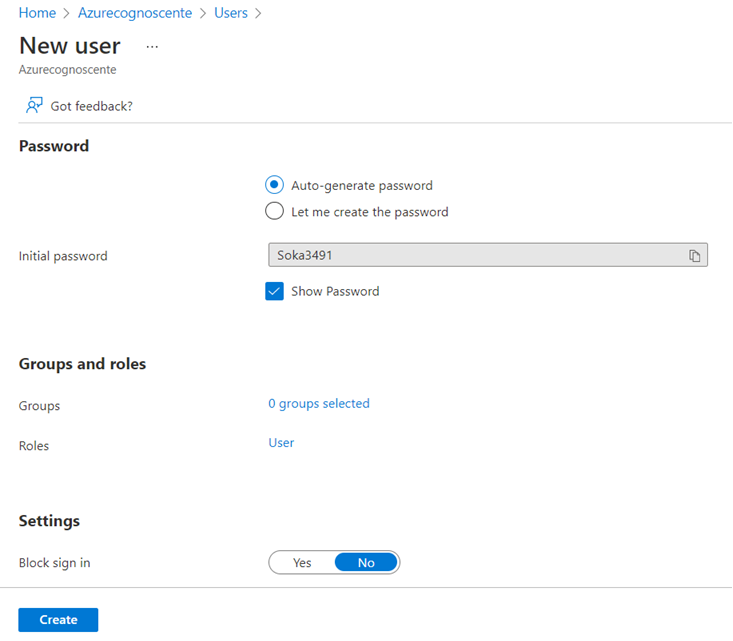 Home > Azurecognoscente > Users >
New user ...
Azurecognoscente
Got feedback?
Password
Auto-generate password
Let me create the password
Initial password Soka3491
Show Password
Groups and roles
Groups 0 groups selected
Roles User
Settings
Block sign in Yes No
Create